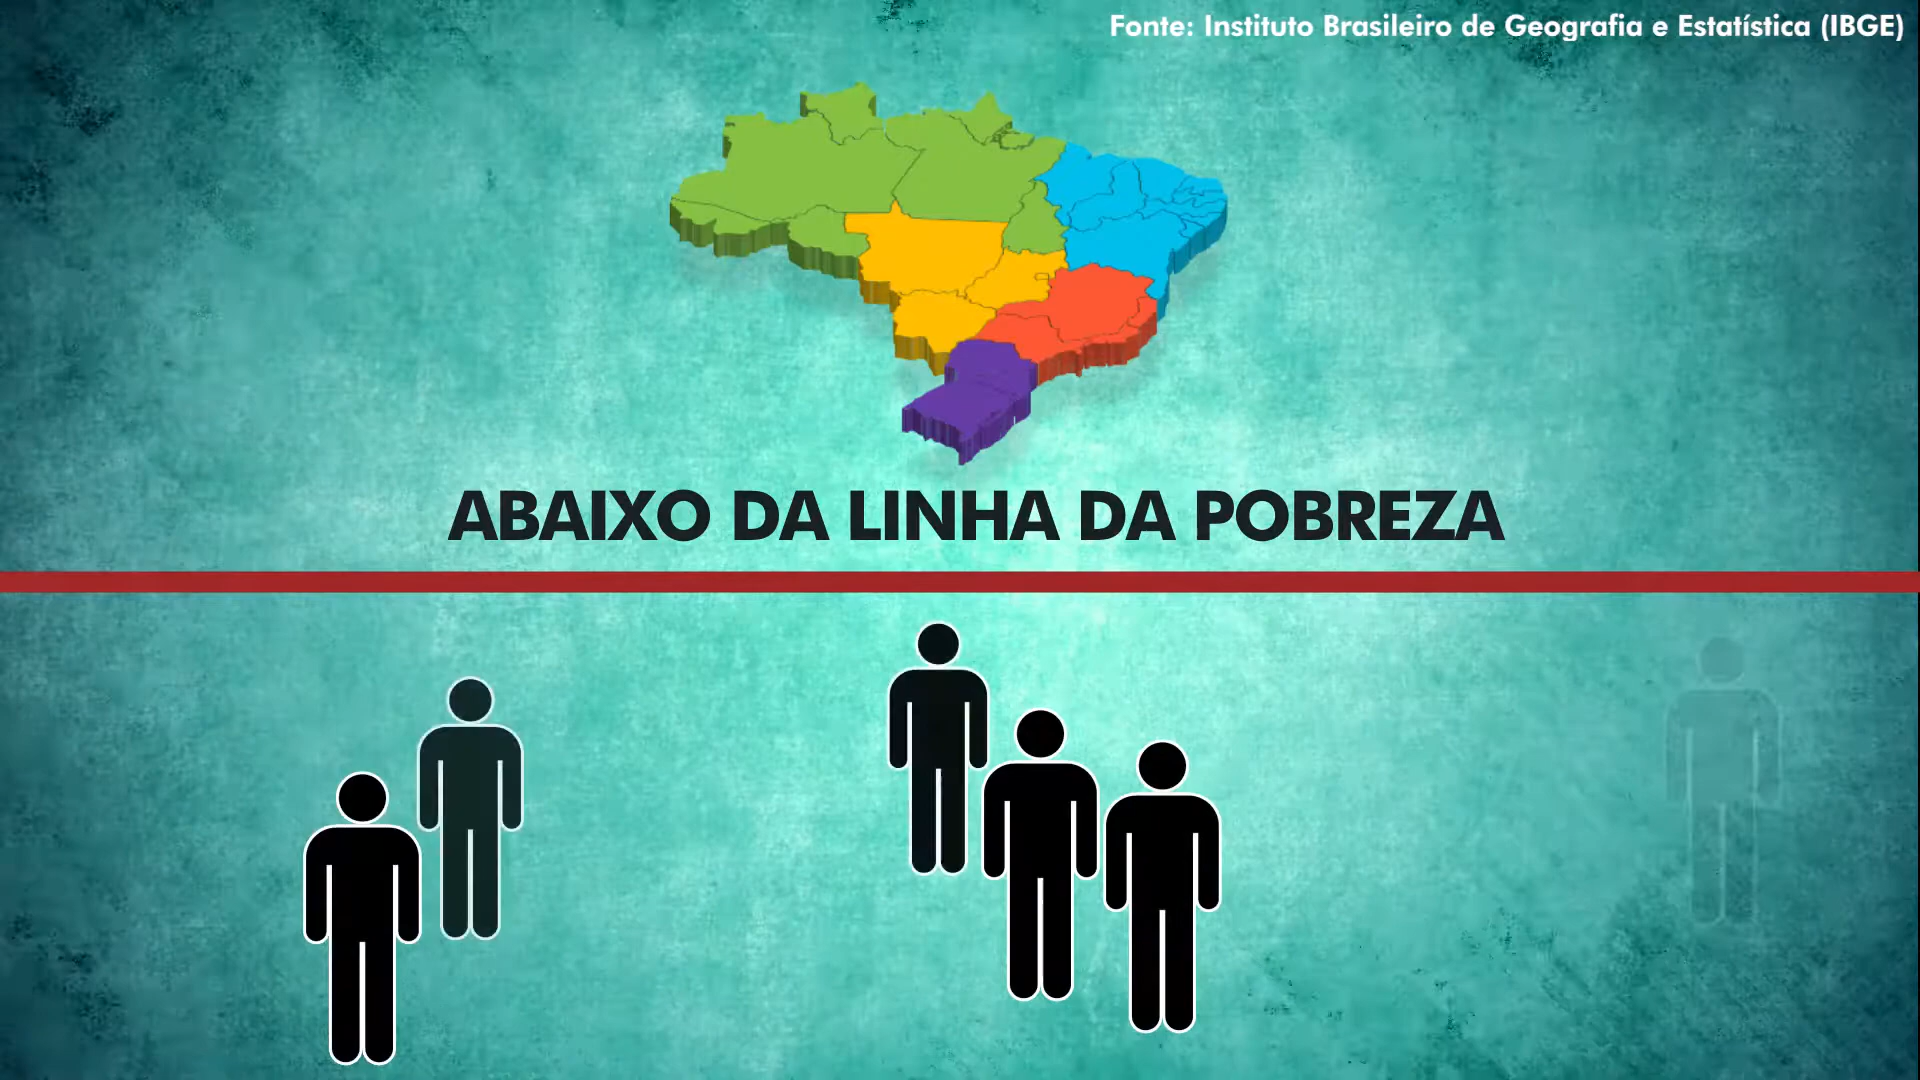 Fonte: Instituto Brasileiro de Geografia e Estatística (IBGE)
ABAIXO DA LINHA DA POBREZA